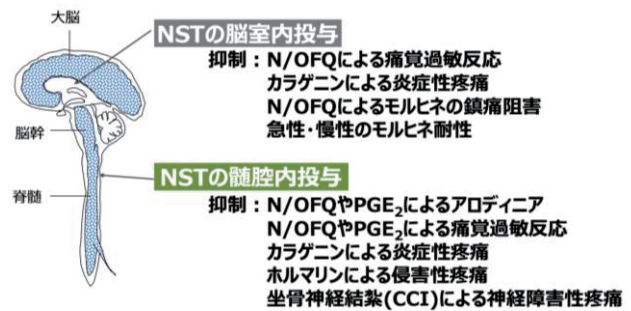 大脳
NSTの脳室内投与
抑制：N/OFQによる痛覚過敏反応
カラゲニンによる炎症性疼痛
N/OFQによるモルヒネの鎮痛阻害
急性・慢性のモルヒネ耐性
脳幹
NSTの髄腔内投与
脊髄
抑制：N/OFQやPGE₂によるアロディニア
N/OFQやPGE₂による痛覚過敏反応
カラゲニンによる炎症性疼痛
ホルマリンによる侵害性疼痛
坐骨神経結紮(CCI)による神経障害性疼痛